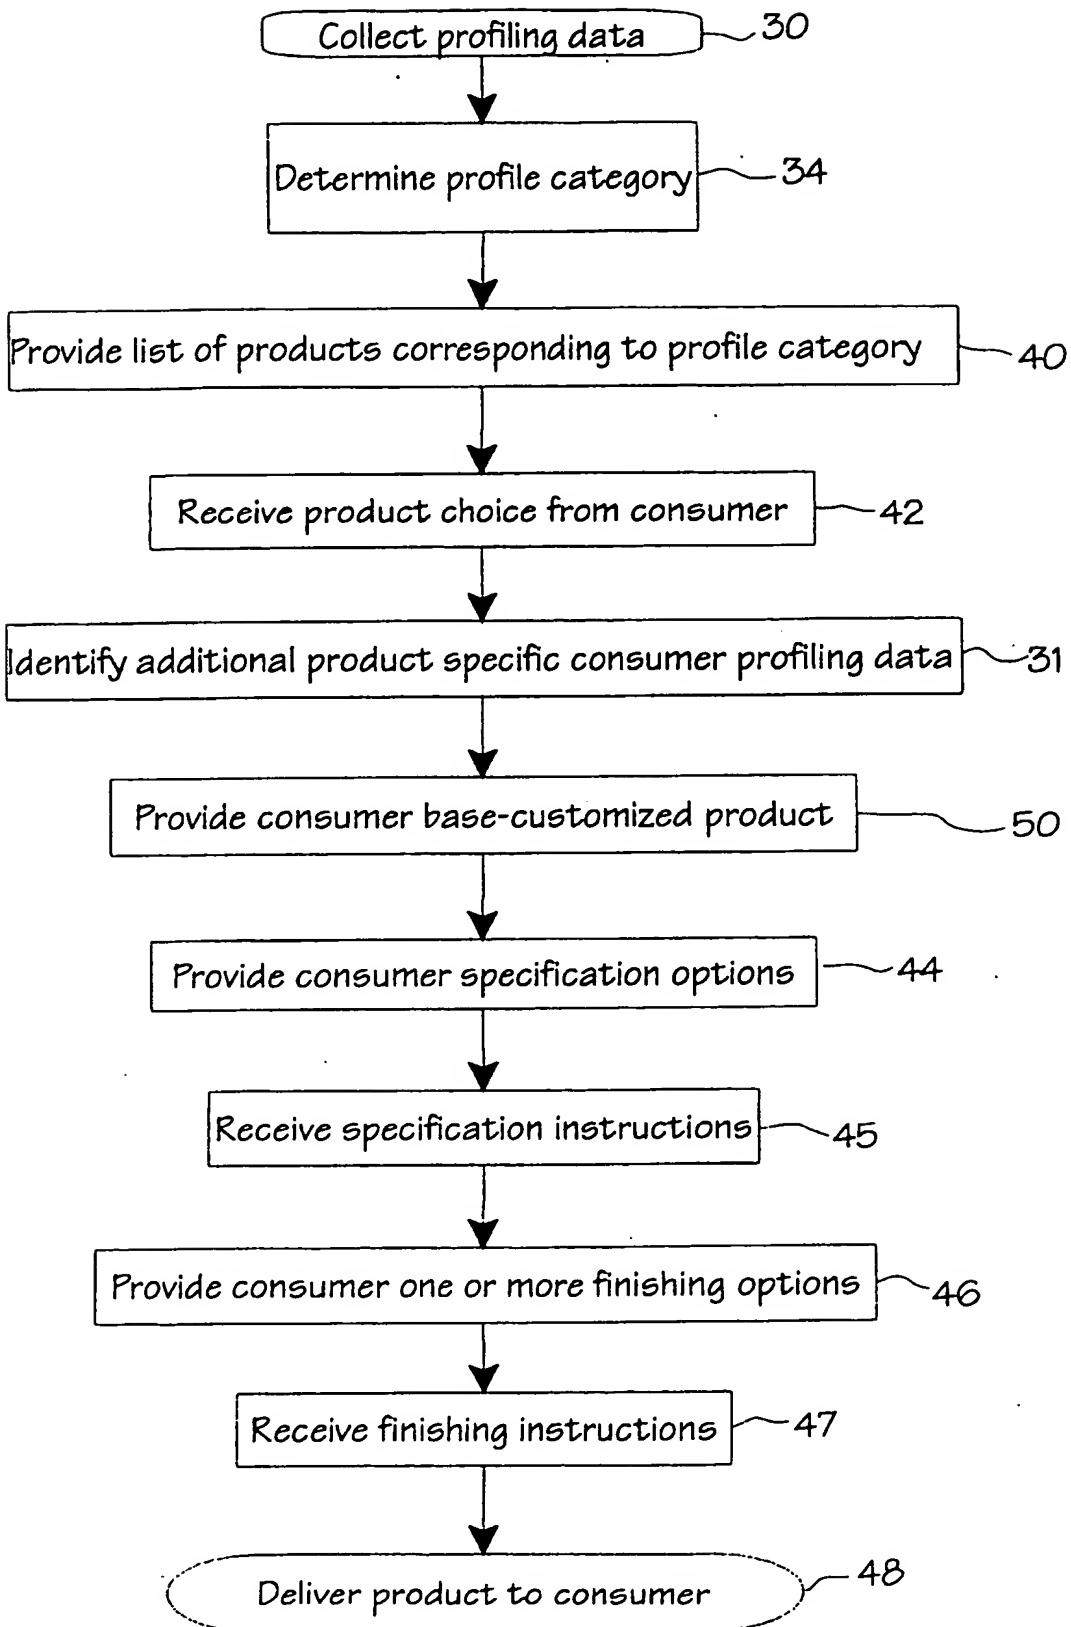 Collect profiling data 30
Determine profile category 34
Provide list of products corresponding to profile category 40
Receive product choice from consumer 42
Identify additional product specific consumer profiling data 31
Provide consumer base-customized product 50
Provide consumer specification options 44
Receive specification instructions 45
Provide consumer one or more finishing options 46
Receive finishing instructions 47
Deliver product to consumer 48